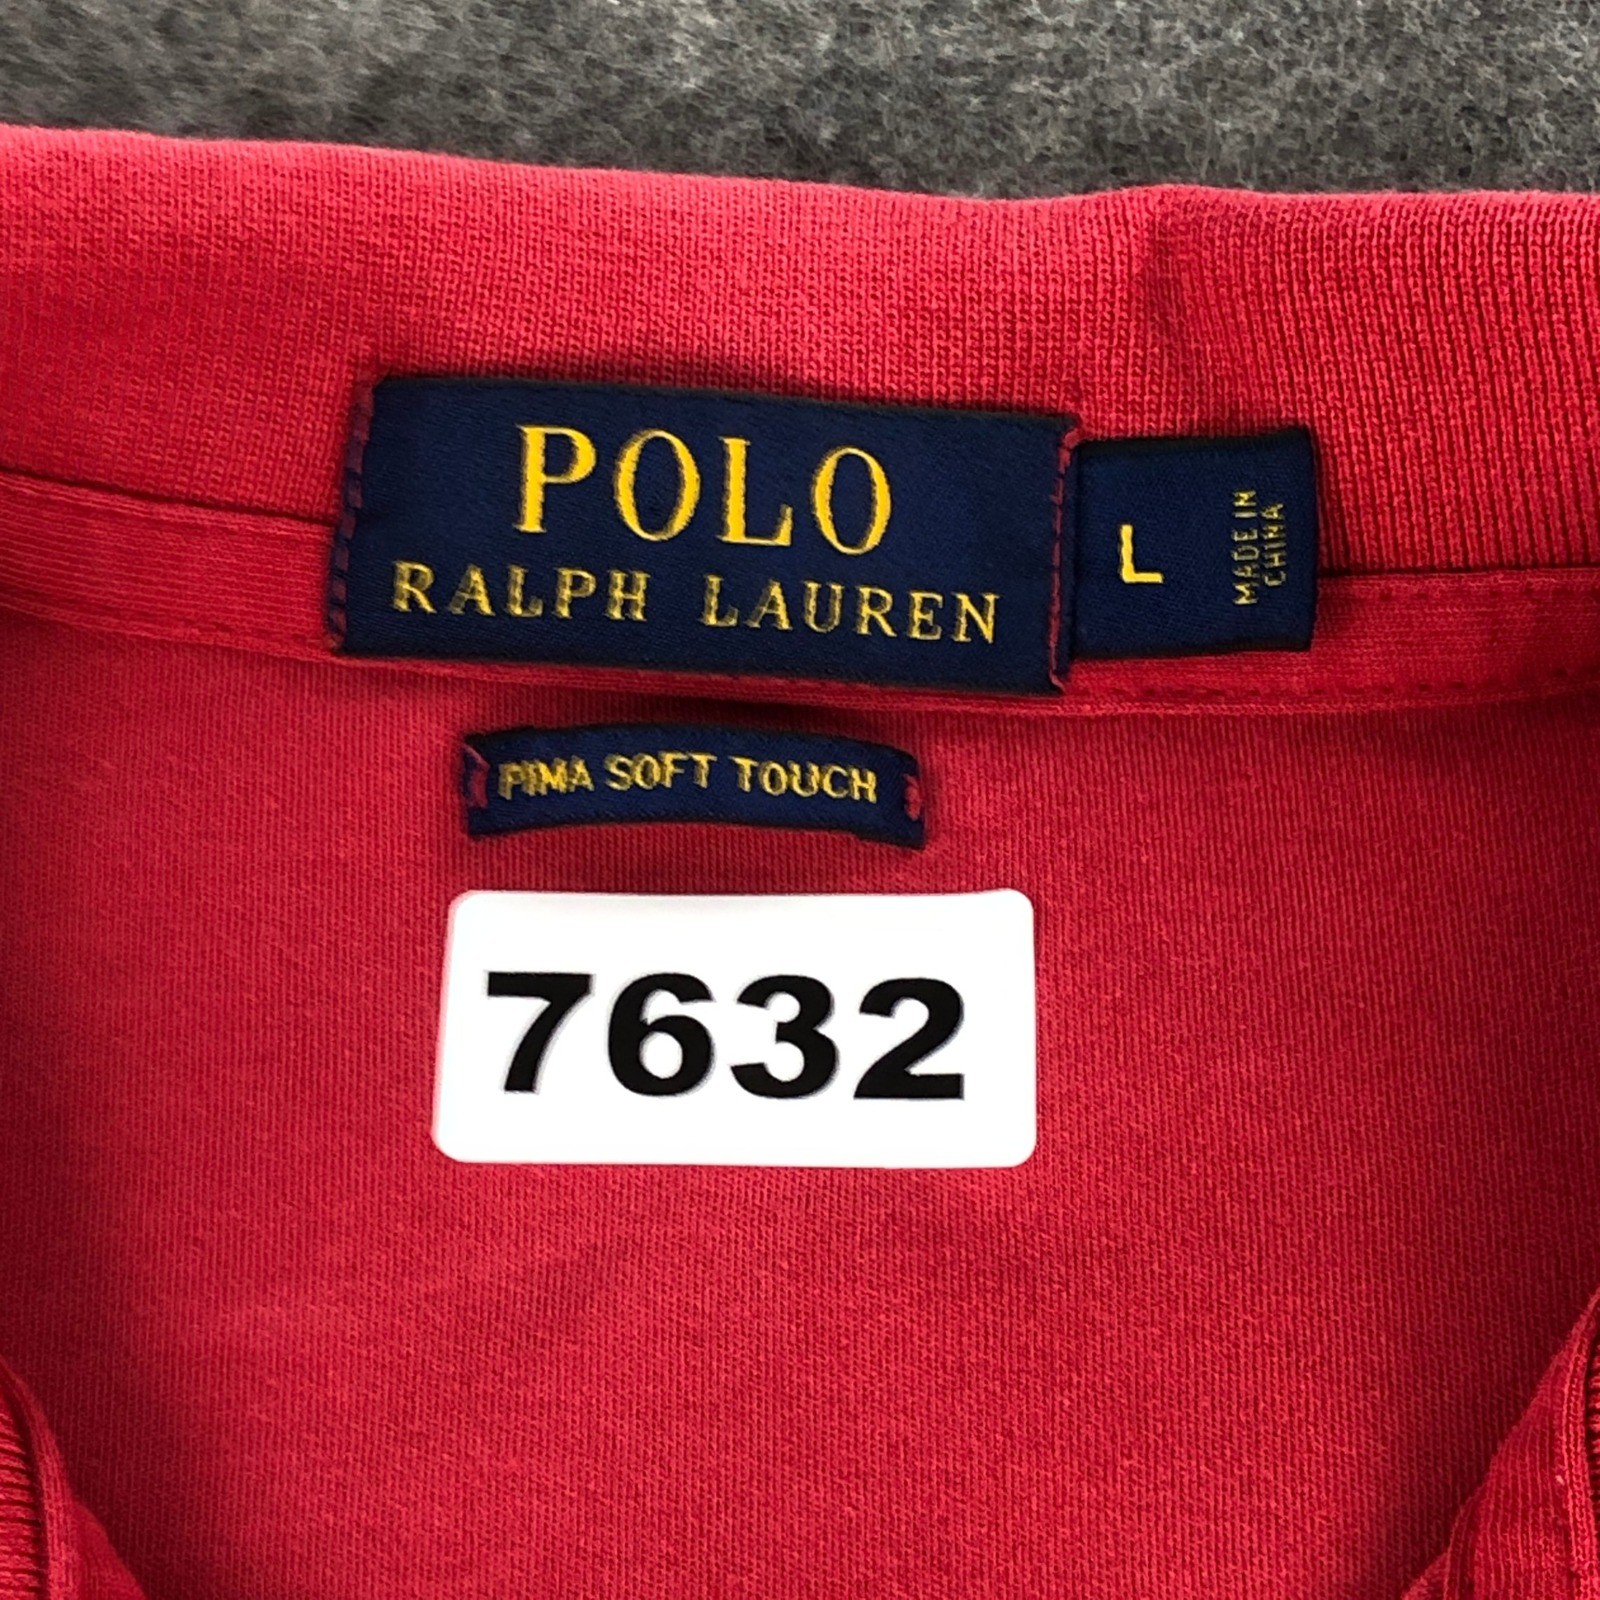 POLO
RALPH LAUREN
L
MADE IN
CHINA
PIMA SOFT TOUCH
7632